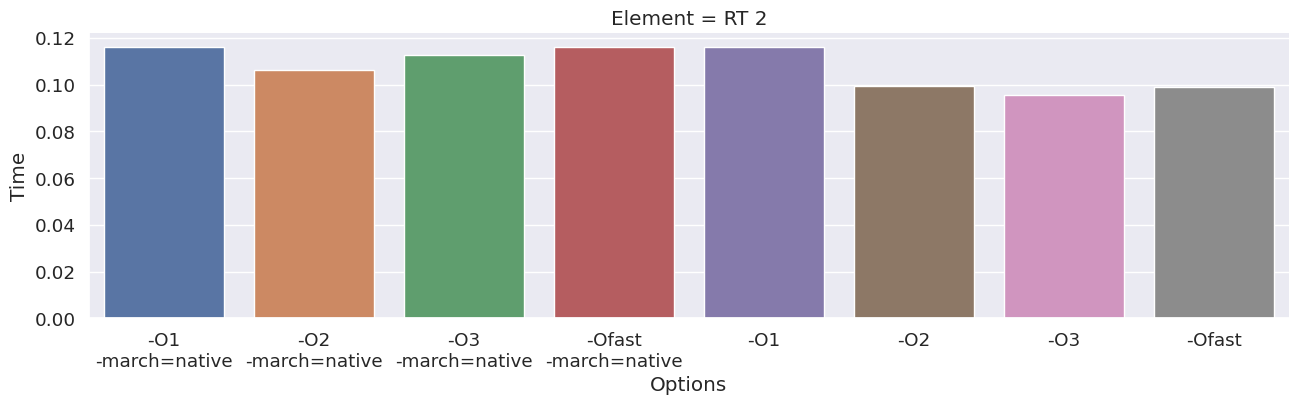 Element = RT 2
0.12
0.10
0.08
0.06
0.04
0.02
0.00
Time
-O1 -O2 -O3 -Ofast -O1 -O2 -O3 -Ofast
-march=native -march=native -march=native -march=native
Options